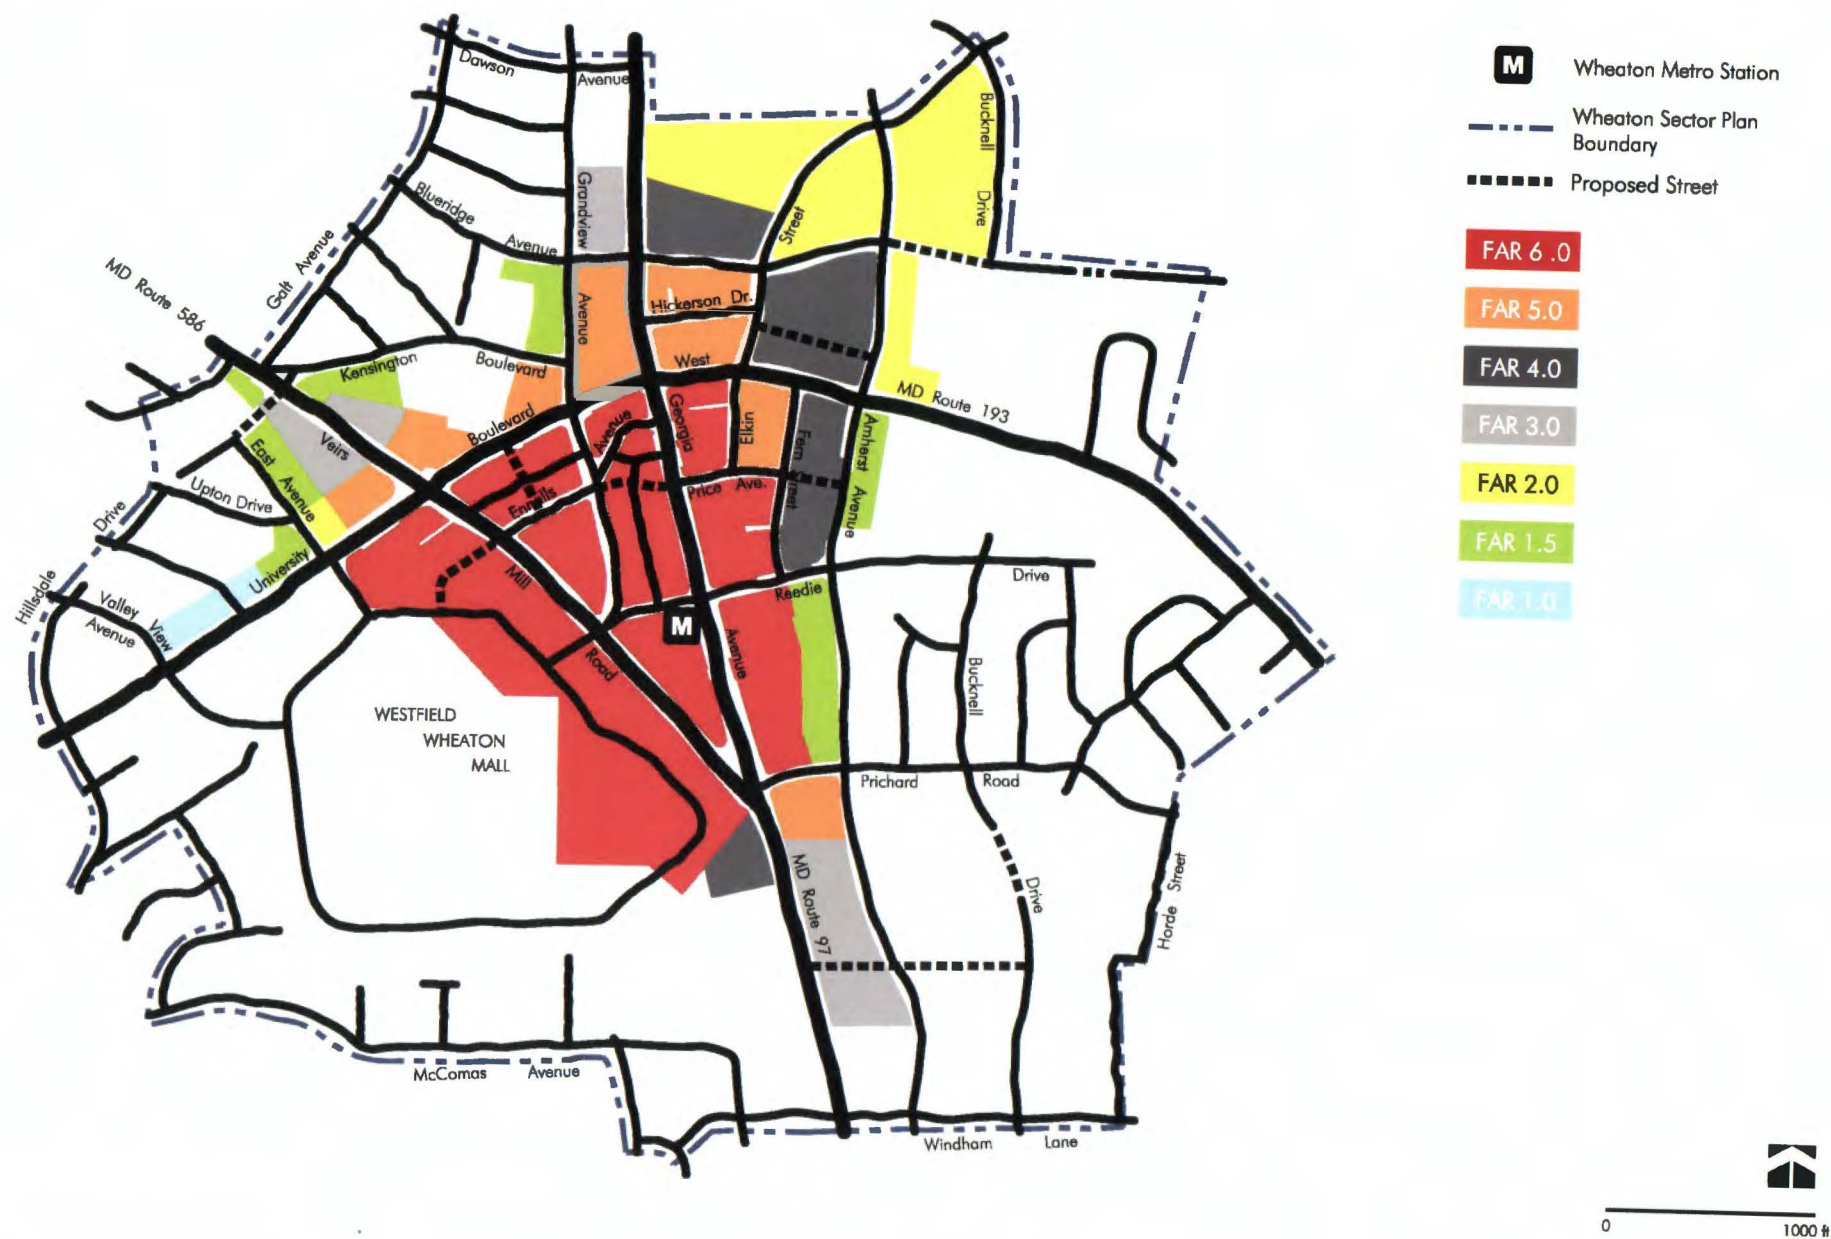 Dawson
Avenue
Bucknell
Drive
M Wheaton Metro Station
Wheaton Sector Plan
Boundary
Proposed Street
FAR 6 .0
FAR 5.0
FAR 4.0
FAR 3.0
FAR 2.0
FAR 1.5
FAR 1.0
Grandview
Avenue
Blueridge
Avenue
Street
Galt Avenue
MD Route 586
Hickerson Dr.
West
Kensington
Boulevard
MD Route 193
Veirs
Boulevard
Avenue
Georgia
Elkin
Fern Street
Amherst
Avenue
East
Avenue
Upton Drive
Ennalls
Price Ave.
Hillsdale
Drive
University
Mill
Road
Reedie
Drive
Valley
View
Avenue
M
Avenue
Bucknell
WESTFIELD
WHEATON
MALL
Prichard
Road
MD Route 97
Drive
Horde Street
McComas
Avenue
Windham
Lane
0
1000 ft